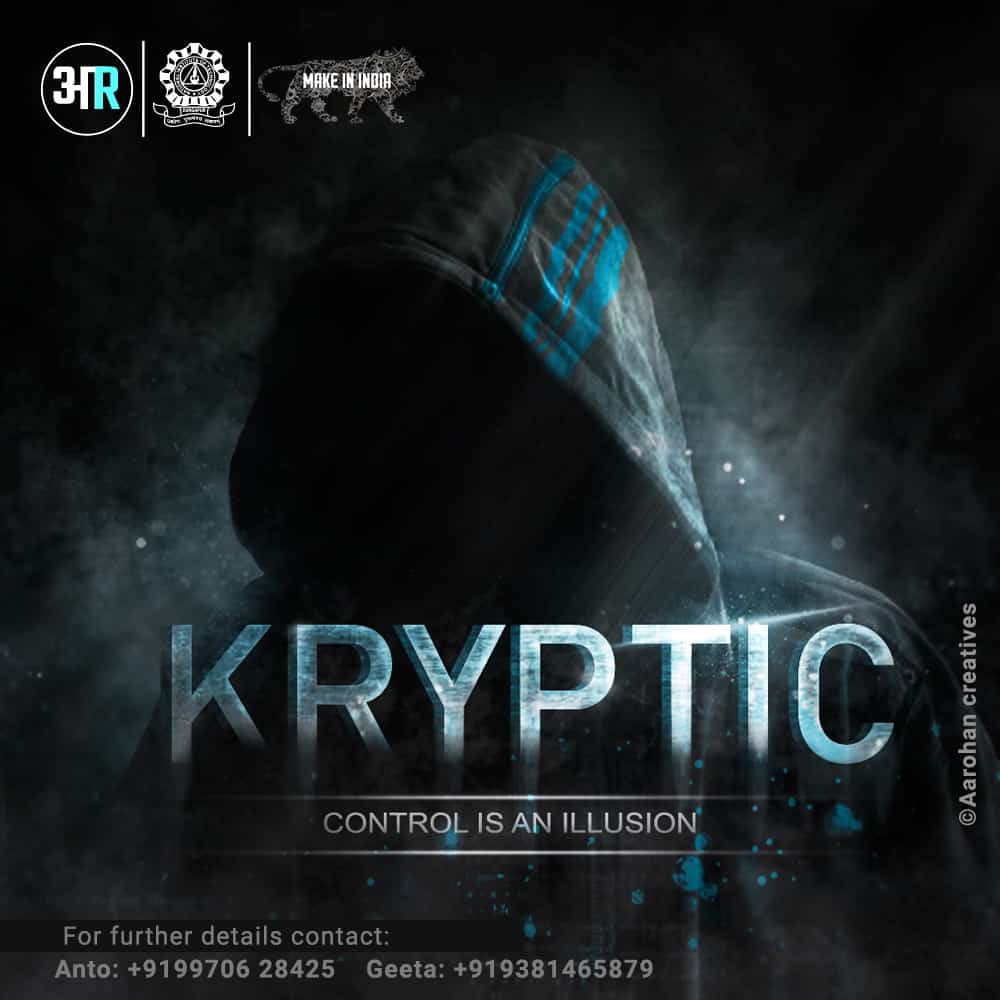 आR
MAKE IN INDIA
KRYPTIC
CONTROL IS AN ILLUSION
©Aarohan creatives
For further details contact:
Anto: +9199706 28425 Geeta: +919381465879